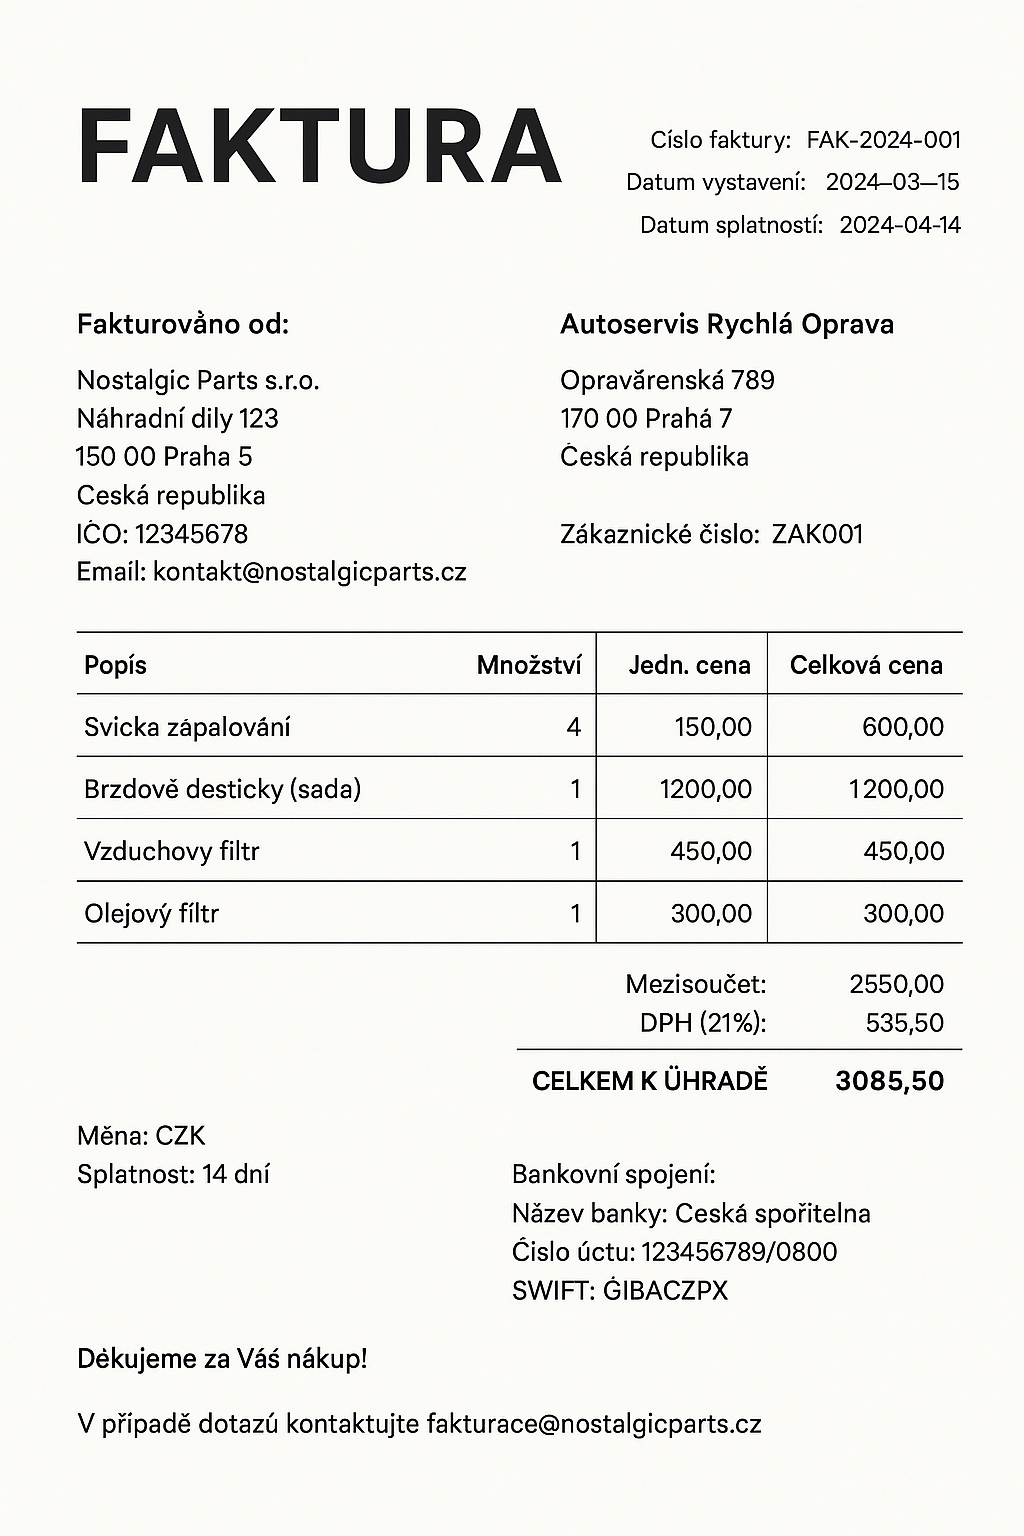 FAKTURA
Císlo faktury: FAK-2024-001
Datum vystavení: 2024–03—15
Datum splatností: 2024-04-14
Fakturovåno od:
Nostalgic Parts s.r.o.
Náhradní dily 123
150 00 Praha 5
Ceská republika
IĊO: 12345678
Emaíl: kontakt@nostalgicparts.cz
Autoservis Rychlá Oprava
Opravărenská 789
170 00 Prahá 7
Ċeská republika
Zákaznické čislo: ZAK001
Popís Množství Jedn. cena Celková cena
Svicka zápalování 4 150,00 600,00
Brzdově desticky (sada) 1 1200,00 1200,00
Vzduchovy filtr 1 450,00 450,00
Olejový fíltr 1 300,00 300,00
Mezisoučet: 2550,00
DPH (21%): 535,50
CELKEM K ÜHRADĚ 3085,50
Měna: CZK
Splatnost: 14 dní
Bankovní spojení:
Năzev banky: Ceská spořitelna
Ćislo úctu: 123456789/0800
SWIFT: ĠIBACZPX
Dėkujeme za Váś nákup!
V případě dotazú kontaktujte fakturace@nostalgicparts.cz